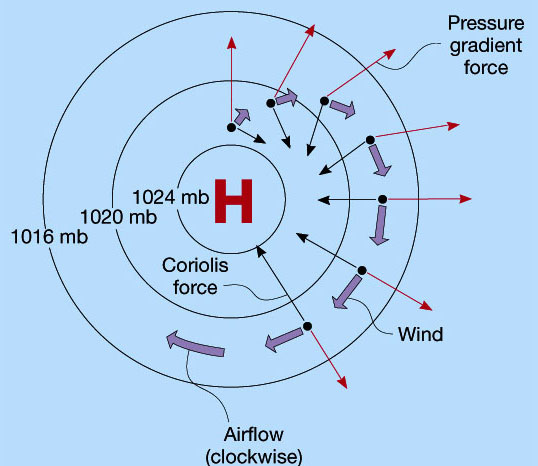 Pressure
gradient
force
1024 mb
H
1020 mb
1016 mb
Coriolis
force
Wind
Airflow
(clockwise)